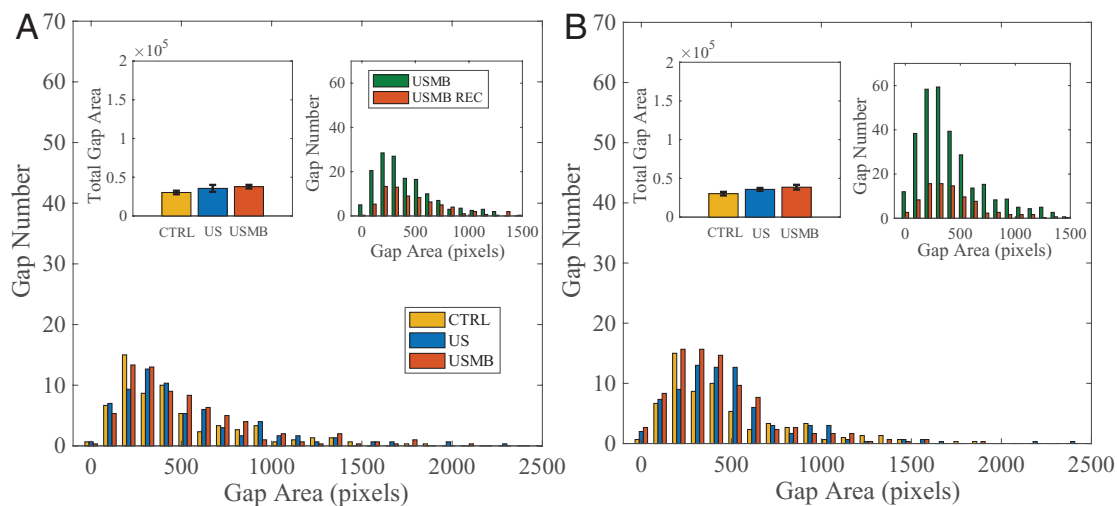 A
70
60
50
40
30
20
10
0
Gap Number
0 500 1000 1500 2000 2500
Gap Area (pixels)
×10⁵
2
1.5
1
0.5
0
Total Gap Area
CTRL US USMB
60
40
20
0
Gap Number
USMB
USMB REC
0 500 1000 1500
Gap Area (pixels)
CTRL
US
USMB
B
70
60
50
40
30
20
10
0
Gap Number
0 500 1000 1500 2000 2500
Gap Area (pixels)
×10⁵
2
1.5
1
0.5
0
Total Gap Area
CTRL US USMB
60
40
20
0
Gap Number
0 500 1000 1500
Gap Area (pixels)